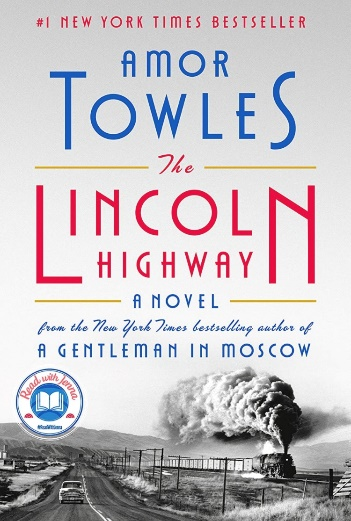 #1 NEW YORK TIMES BESTSELLER
AMOR
TOWLES
The
LINCOLN
HIGHWAY
A NOVEL
from the New York Times bestselling author of
A GENTLEMAN IN MOSCOW
Read with Jenna
#ReadWithJenna